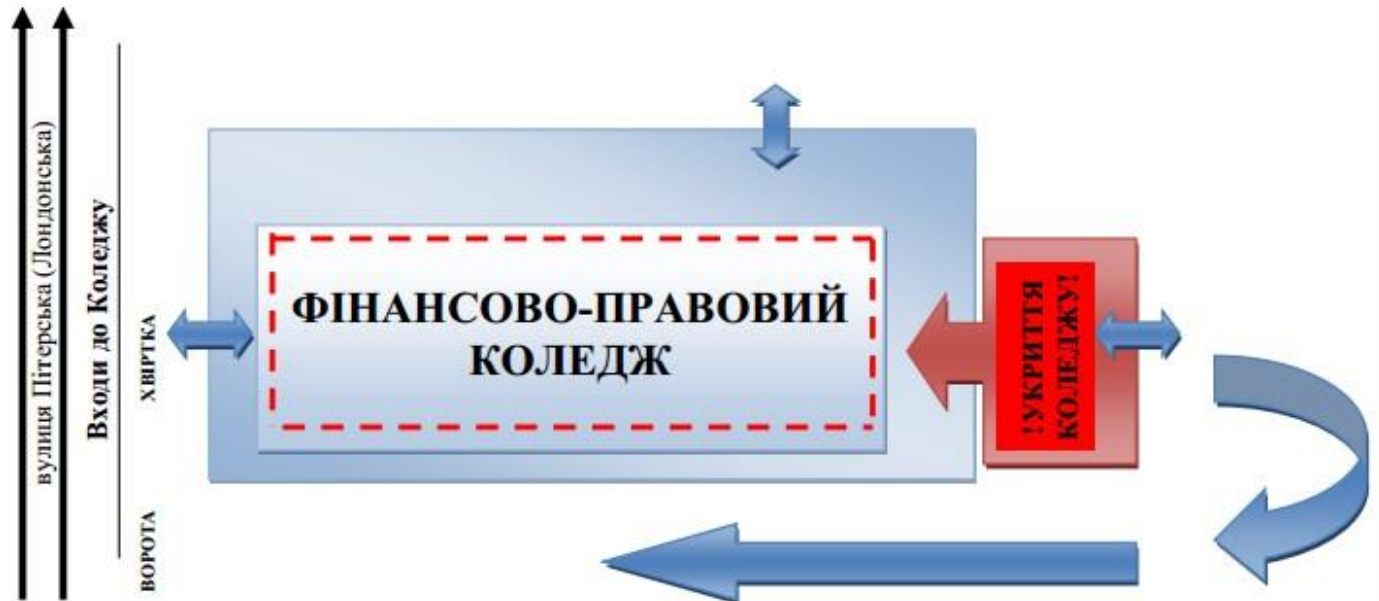 вулиця Пітерська (Лондонська)
Входи до Коледжу
ХВІРТКА
ВОРОТА
ФІНАНСОВО-ПРАВОВИЙ
КОЛЕДЖ
!УКРИТТЯ
КОЛЕДЖУ!